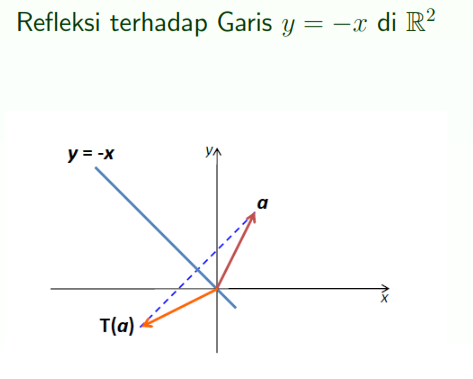 Refleksi terhadap Garis y = −x di ℝ²
y = -x
y
a
x
T(a)